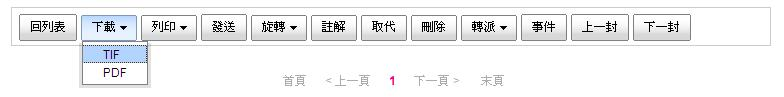 回列表 下載 列印 發送 旋轉 註解 取代 刪除 轉派 事件 上一封 下一封
TIF
PDF
首頁 < 上一頁 1 下一頁 > 末頁